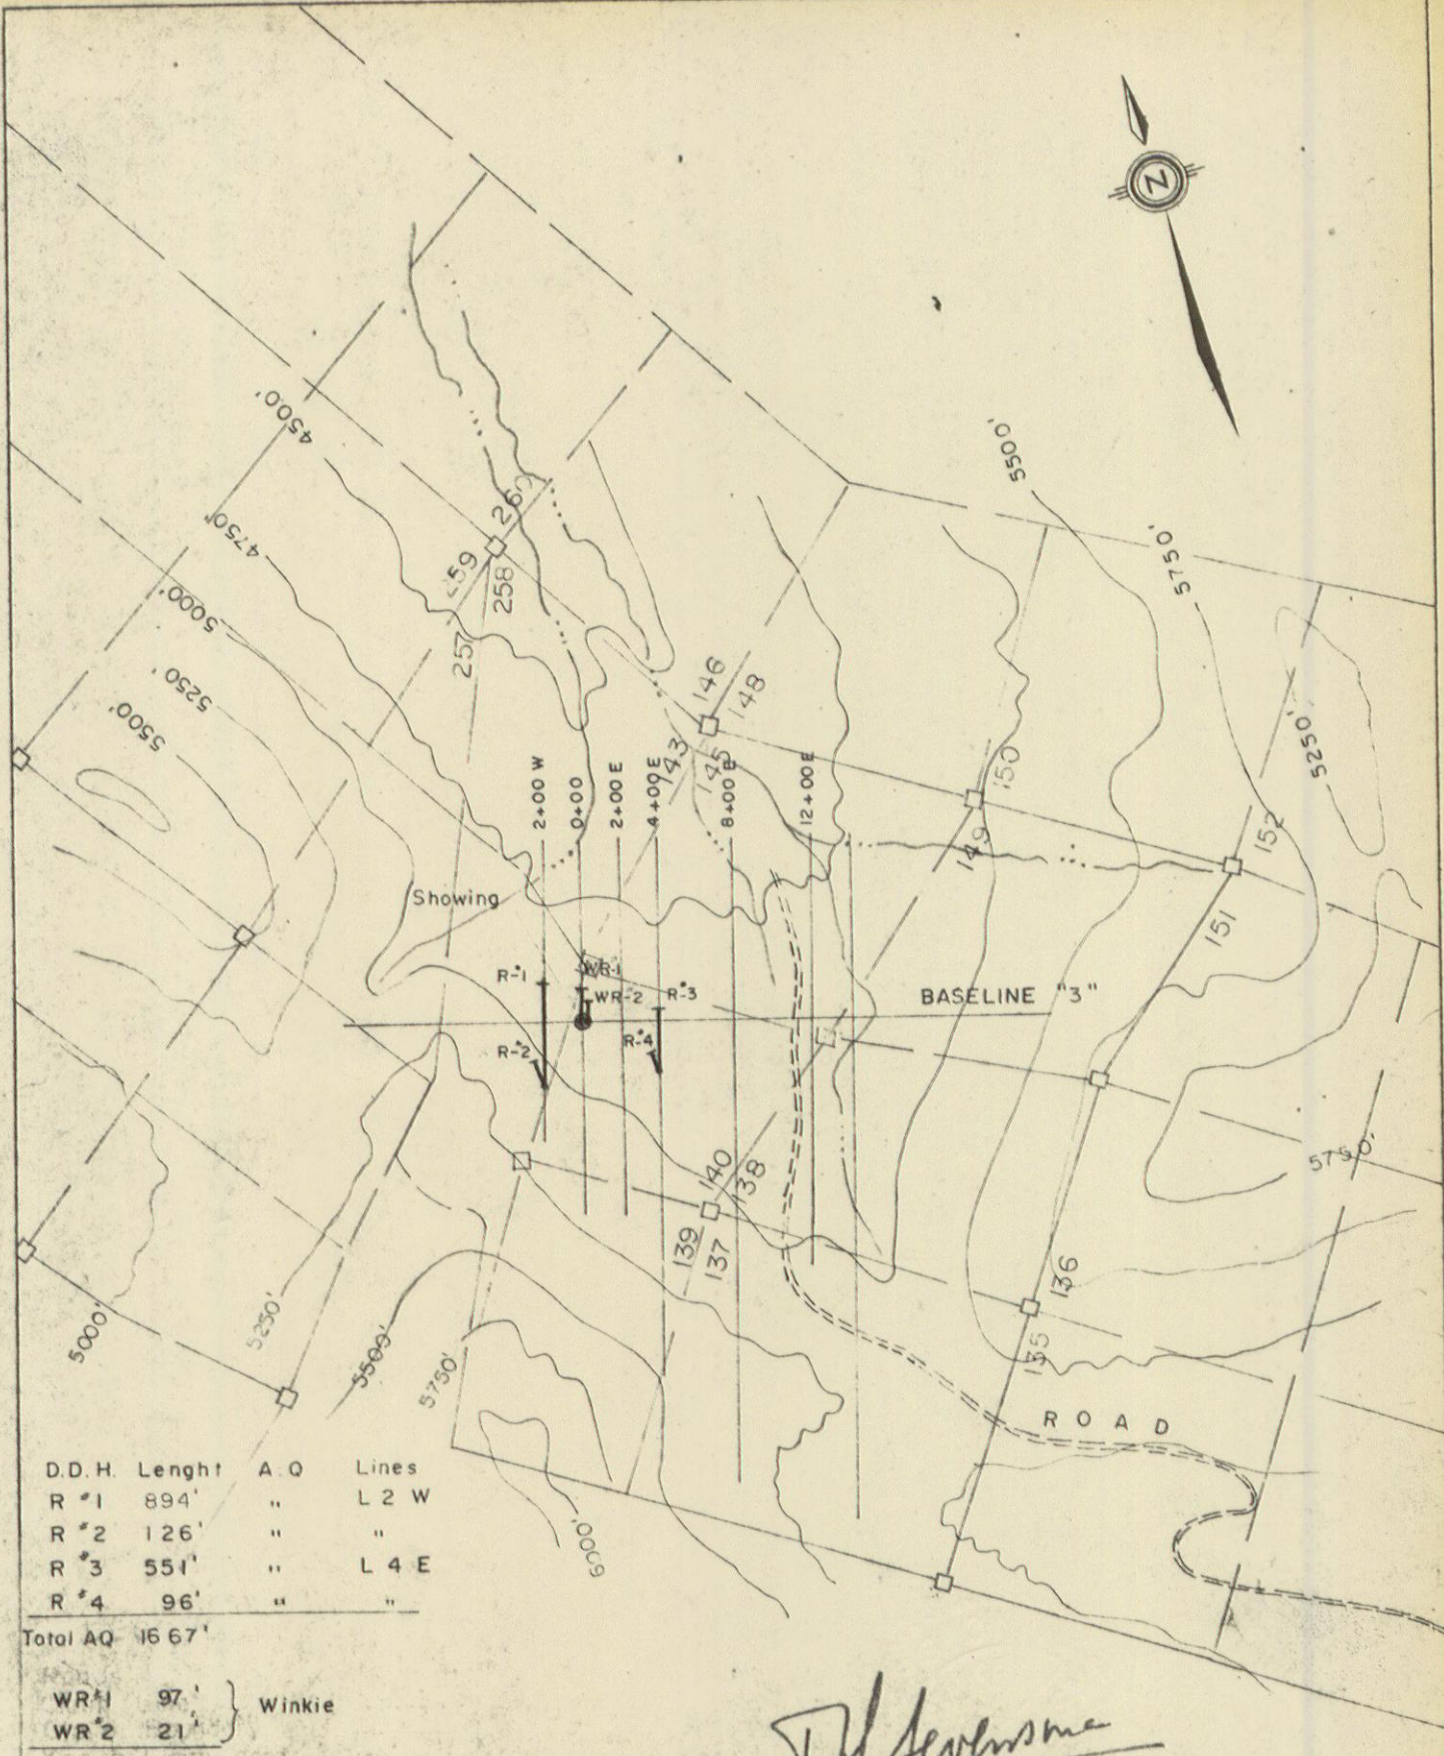 N
5500'
4500'
5750'
4750'
260
259
258
5000'
257
5250'
146
148
5500'
5250'
143
145
150
2+00 W
0+00
2+00 E
4+00 E
8+00 E
12+00 E
152
149
Showing
151
R-#1
WR-1
WR-2
R-#3
BASELINE "3"
R-#2
R-#4
5750'
140
138
139
137
136
5000'
5250'
5500'
5750'
135
ROAD
D.D.H. Lenght A.Q Lines
R #1 894' " L 2 W
R #2 126' " "
R #3 551' " L 4 E
R #4 96' " "
Total AQ 1667'
6000'
WR#1 97'
WR#2 21'
Winkie